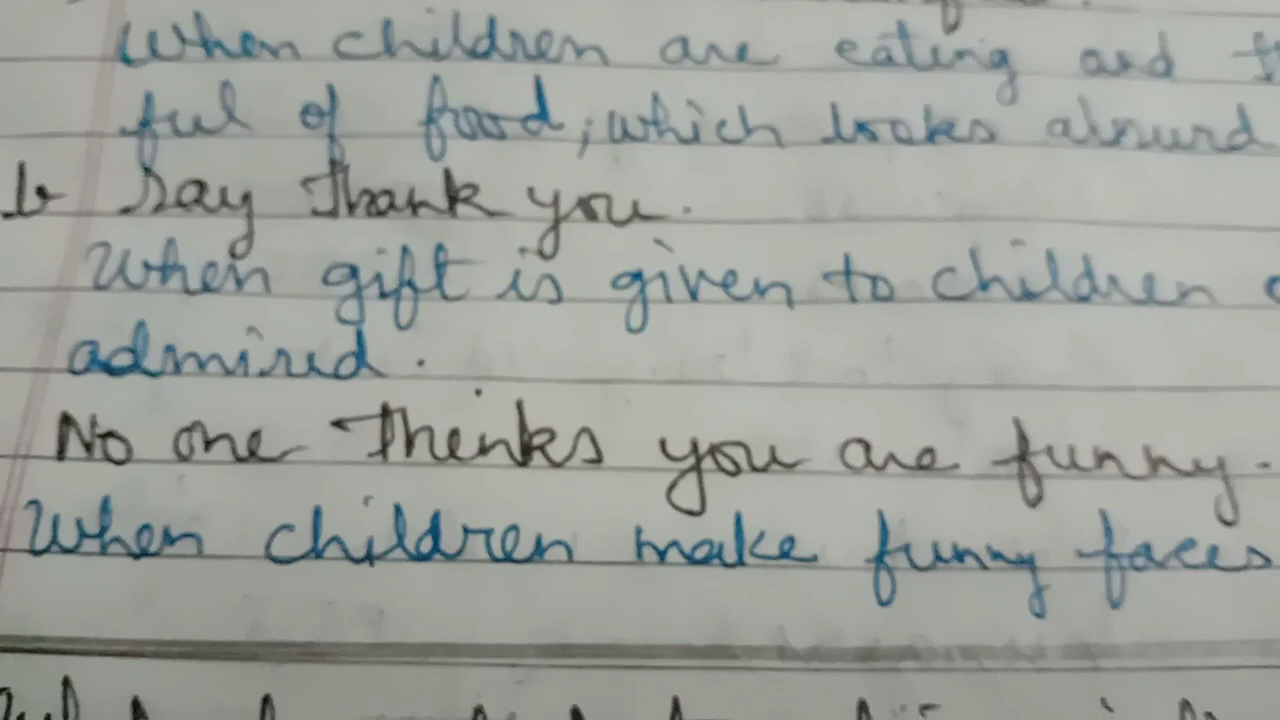 When children are eating and
ful of food, which looks absurd
Say Thank you.
When gift is given to children
admired.
No one Thinks you are funny.
When children make funny faces